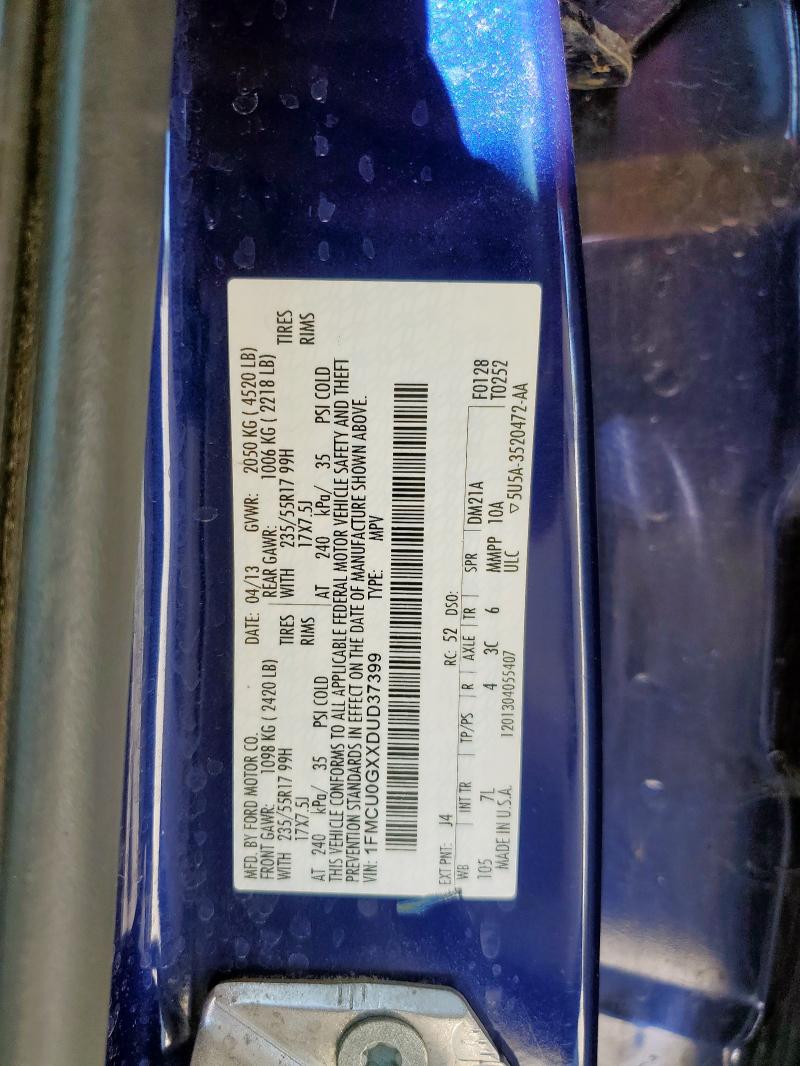 MFD. BY FORD MOTOR CO. DATE: 04/13 GVWR: 2050 KG ( 4520 LB)
FRONT GAWR: 1098 KG ( 2420 LB) REAR GAWR: 1006 KG ( 2218 LB)
WITH 235/55R17 99H TIRES WITH 235/55R17 99H TIRES
17X7.5J RIMS 17X7.5J RIMS
AT 240 kPa/ 35 PSI COLD AT 240 kPa/ 35 PSI COLD
THIS VEHICLE CONFORMS TO ALL APPLICABLE FEDERAL MOTOR VEHICLE SAFETY AND THEFT
PREVENTION STANDARDS IN EFFECT ON THE DATE OF MANUFACTURE SHOWN ABOVE.
VIN: 1FMCU0GXXDUD37399 TYPE: MPV
EXT PNT: J4 RC: 52 DSO:
WB INT TR TP/PS R AXLE TR SPR DM21A F0128
105 7L 4 3C 6 MMPP 10A T0252
MADE IN U.S.A. 1201304055407 ULC ▽5U5A-3520472-AA